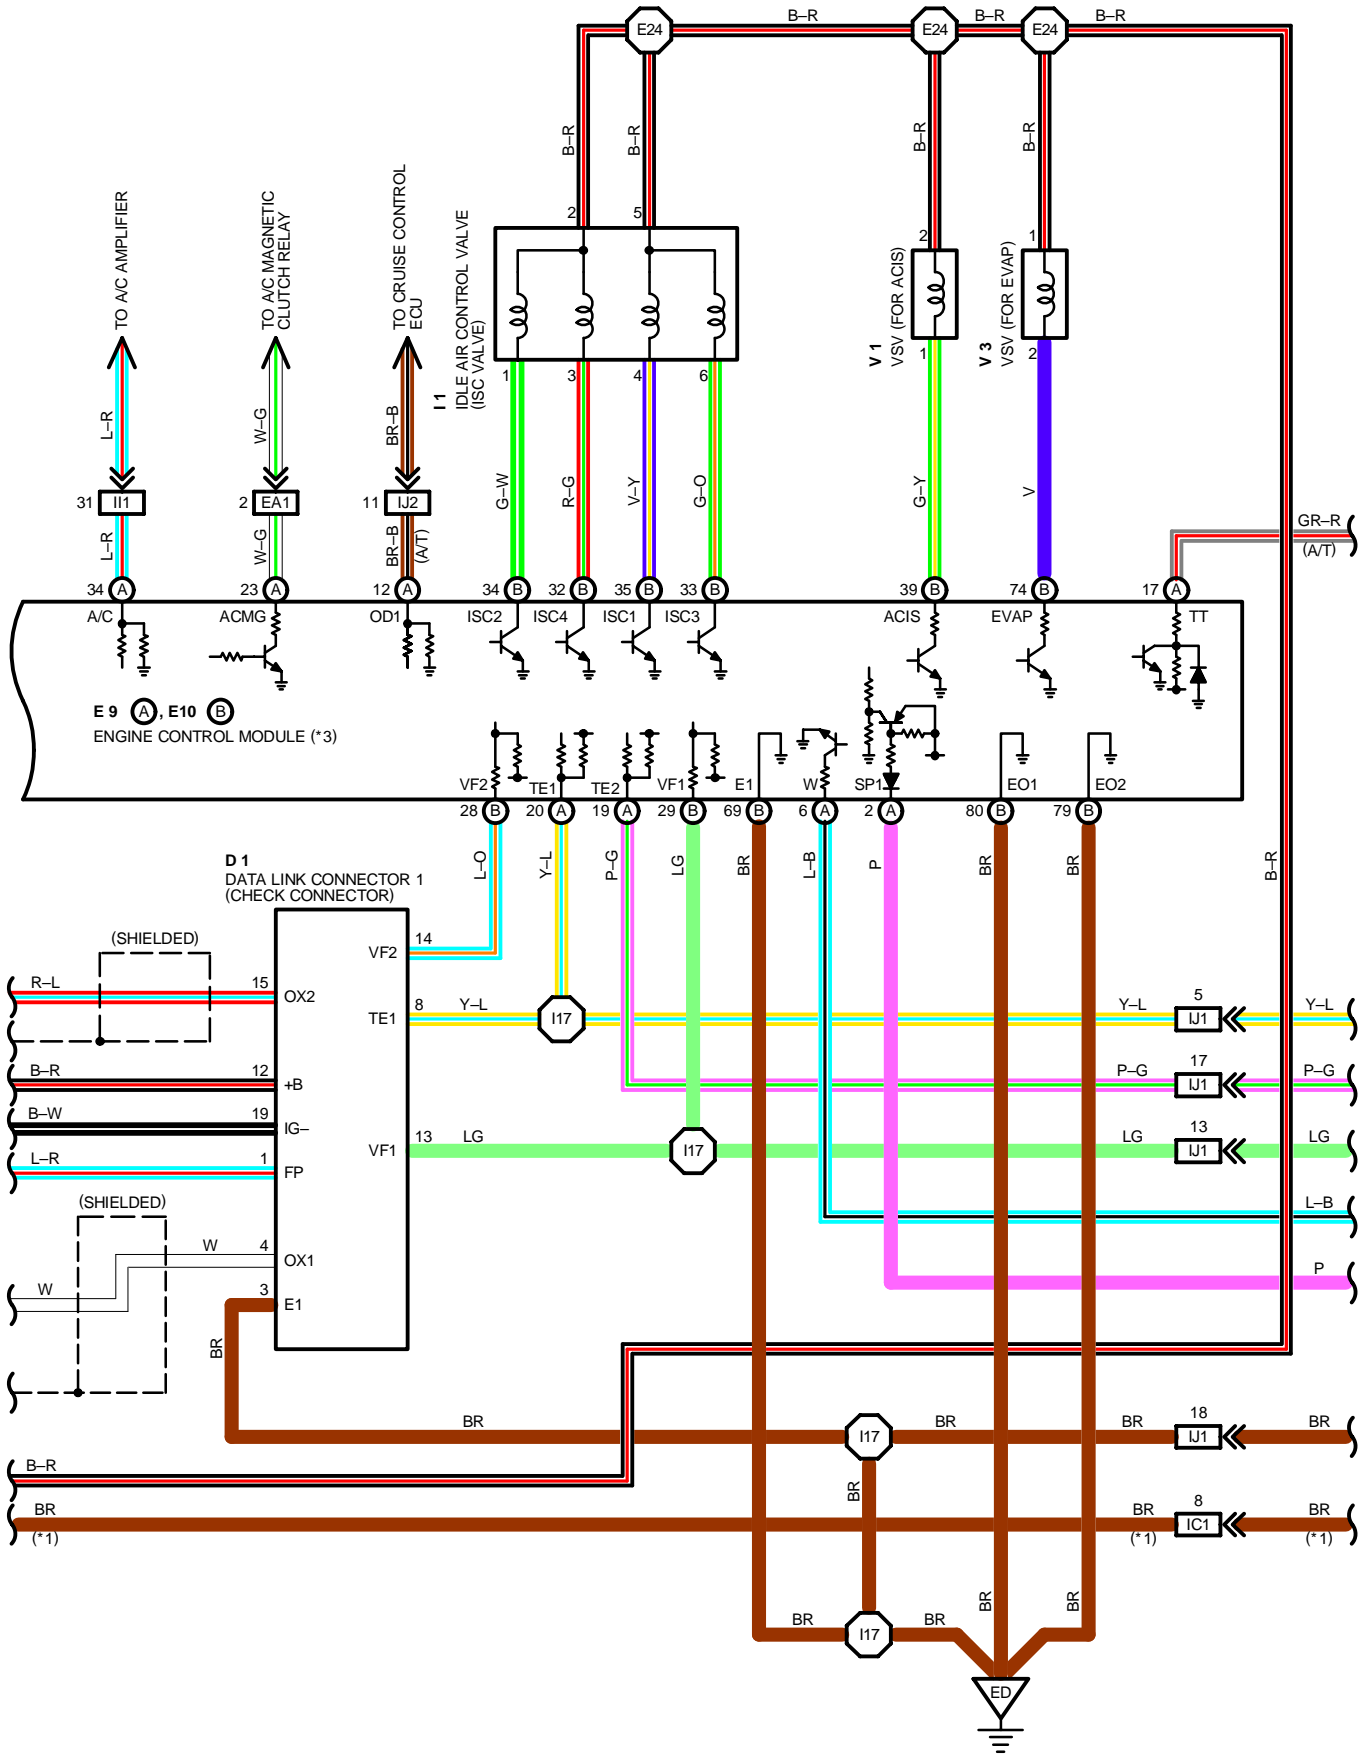 B–R
B–R
B–R
E24
E24
E24
B–R
B–R
B–R
B–R
TO A/C AMPLIFIER
TO A/C MAGNETIC
CLUTCH RELAY
TO CRUISE CONTROL
ECU
I 1
IDLE AIR CONTROL VALVE
(ISC VALVE)
2
5
V 1
VSV (FOR ACIS)
2
V 3
VSV (FOR EVAP)
1
1
3
4
6
1
2
L–R
W–G
BR–B
31
II1
2
EA1
11
IJ2
L–R
W–G
BR–B
(A/T)
G–W
R–G
V–Y
G–O
G–Y
V
GR–R
(A/T)
34
A
23
A
12
A
34
B
32
B
35
B
33
B
39
B
74
B
17
A
A/C
ACMG
OD1
ISC2
ISC4
ISC1
ISC3
ACIS
EVAP
TT
E 9 A , E10 B
ENGINE CONTROL MODULE (*3)
VF2
TE1
TE2
VF1
E1
W
SP1
EO1
EO2
28
B
20
A
19
A
29
B
69
B
6
A
2
A
80
B
79
B
L–O
Y–L
P–G
LG
BR
L–B
P
BR
BR
B–R
D 1
DATA LINK CONNECTOR 1
(CHECK CONNECTOR)
(SHIELDED)
VF2
14
R–L
15
OX2
TE1
8
Y–L
I17
Y–L
5
IJ1
Y–L
B–R
12
+B
P–G
17
IJ1
P–G
B–W
19
IG–
VF1
13
LG
I17
LG
13
IJ1
LG
L–R
1
FP
(SHIELDED)
L–B
W
4
OX1
P
W
3
E1
BR
BR
I17
BR
BR
18
IJ1
BR
B–R
BR
BR
(*1)
BR
(*1)
8
IC1
BR
(*1)
BR
BR
BR
I17
BR
ED